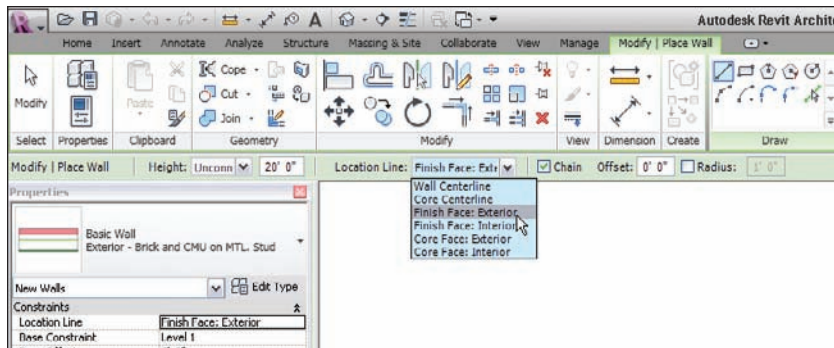 Autodesk Revit Archite
Home Insert Annotate Analyze Structure Massing & Site Collaborate View Manage Modify | Place Wall
Modify Paste Cope Cut Join
Select Properties Clipboard Geometry Modify View Dimension Create Draw
Modify | Place Wall Height: Unconn 20' 0" Location Line: Finish Face: Exte Chain Offset: 0' 0" Radius: 1' 0"
Wall Centerline
Core Centerline
Finish Face: Exterior
Finish Face: Interior
Core Face: Exterior
Core Face: Interior
Properties
Basic Wall
Exterior - Brick and CMU on MTL. Stud
New Walls Edit Type
Constraints
Location Line Finish Face: Exterior
Base Constraint Level 1